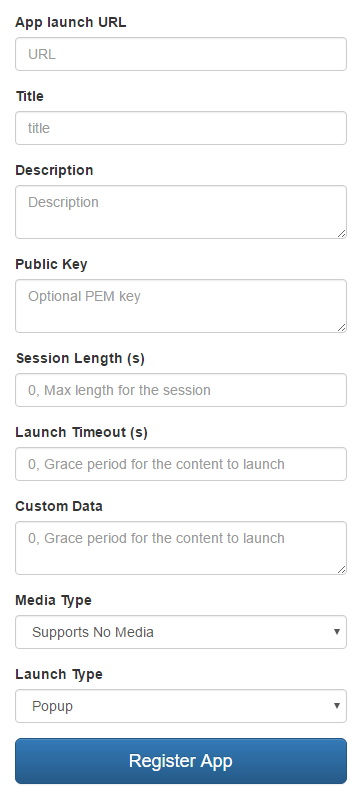 App launch URL
URL
Title
title
Description
Description
Public Key
Optional PEM key
Session Length (s)
0, Max length for the session
Launch Timeout (s)
0, Grace period for the content to launch
Custom Data
0, Grace period for the content to launch
Media Type
Supports No Media
Launch Type
Popup
Register App